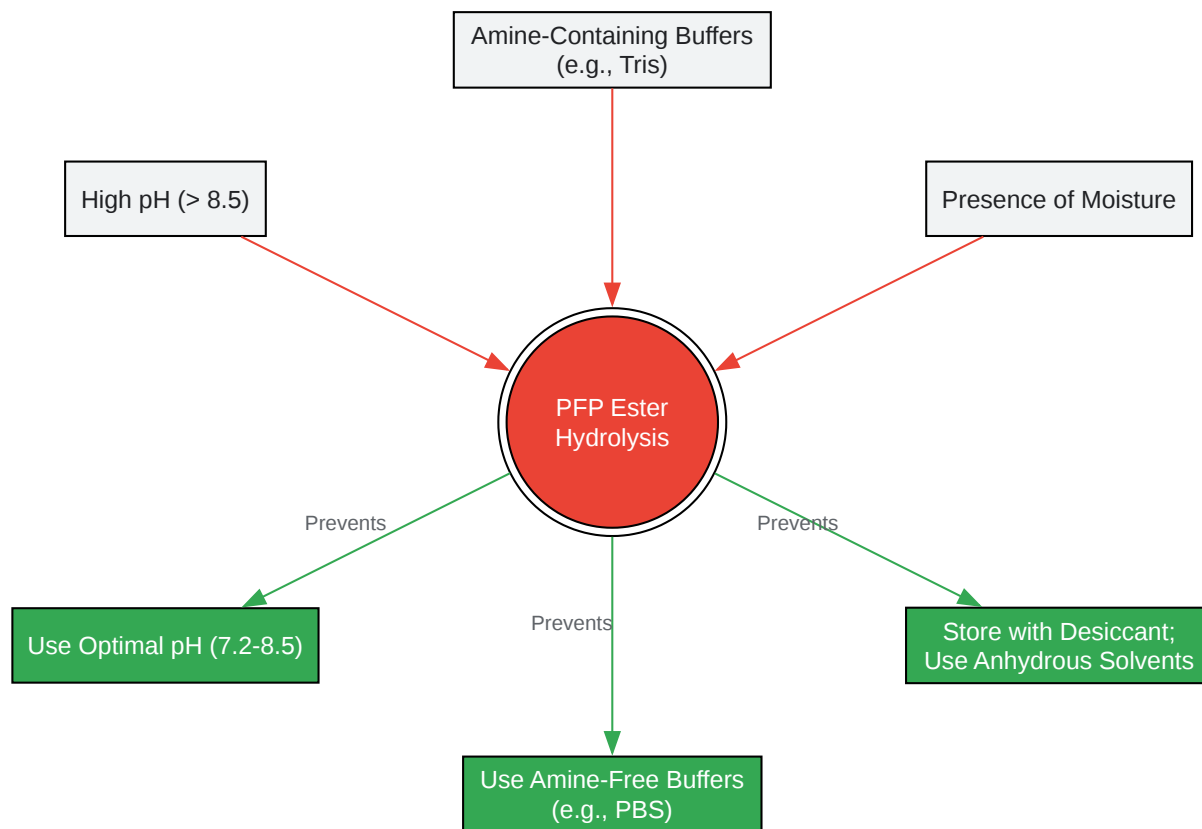 Amine-Containing Buffers
(e.g., Tris)
High pH (> 8.5)
Presence of Moisture
PFP Ester
Hydrolysis
Prevents
Prevents
Prevents
Use Optimal pH (7.2-8.5)
Store with Desiccant;
Use Anhydrous Solvents
Use Amine-Free Buffers
(e.g., PBS)